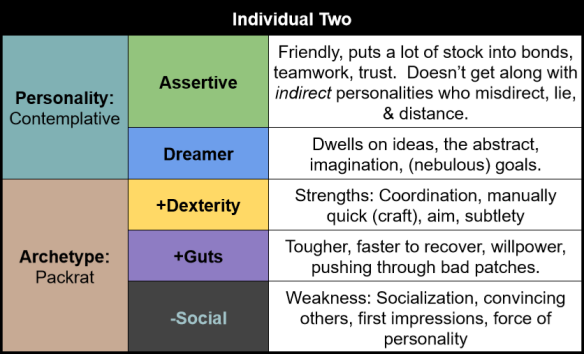 Individual Two
Personality:
Contemplative
Assertive
Friendly, puts a lot of stock into bonds,
teamwork, trust.  Doesn't get along with
indirect personalities who misdirect, lie,
& distance.
Dreamer
Dwells on ideas, the abstract,
imagination, (nebulous) goals.
Archetype:
Packrat
+Dexterity
Strengths: Coordination, manually
quick (craft), aim, subtlety
+Guts
Tougher, faster to recover, willpower,
pushing through bad patches.
-Social
Weakness: Socialization, convincing
others, first impressions, force of
personality